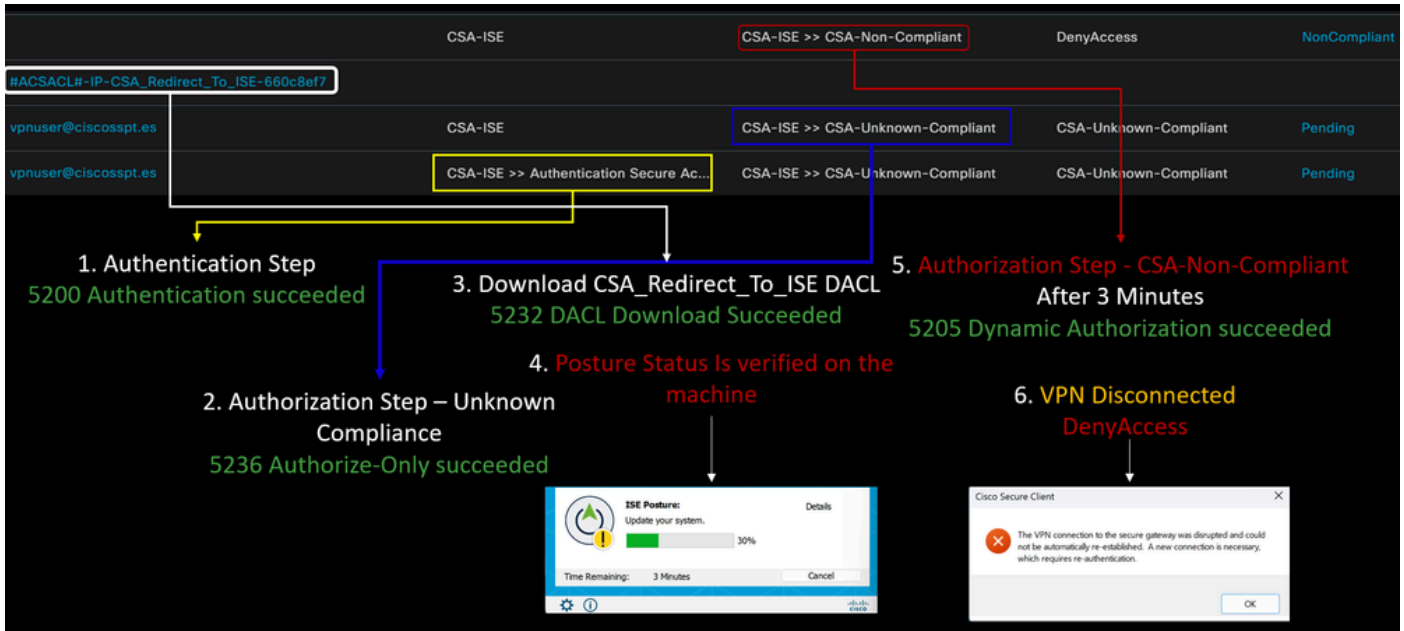 CSA-ISE CSA-ISE >> CSA-Non-Compliant DenyAccess NonCompliant
#ACSACL#-IP-CSA_Redirect_To_ISE-660c8ef7
vpnuser@ciscosspt.es CSA-ISE CSA-ISE >> CSA-Unknown-Compliant CSA-Unknown-Compliant Pending
vpnuser@ciscosspt.es CSA-ISE >> Authentication Secure Ac... CSA-ISE >> CSA-Unknown-Compliant CSA-Unknown-Compliant Pending
1. Authentication Step
5200 Authentication succeeded
2. Authorization Step – Unknown
Compliance
5236 Authorize-Only succeeded
3. Download CSA_Redirect_To_ISE DACL
5232 DACL Download Succeeded
4. Posture Status Is verified on the
machine
ISE Posture:
Details
Update your system.
30%
Time Remaining: 3 Minutes
Cancel
cisco
5. Authorization Step - CSA-Non-Compliant
After 3 Minutes
5205 Dynamic Authorization succeeded
6. VPN Disconnected
DenyAccess
Cisco Secure Client
The VPN connection to the secure gateway was disrupted and could
not be automatically re-established. A new connection is necessary,
which requires re-authentication.
OK